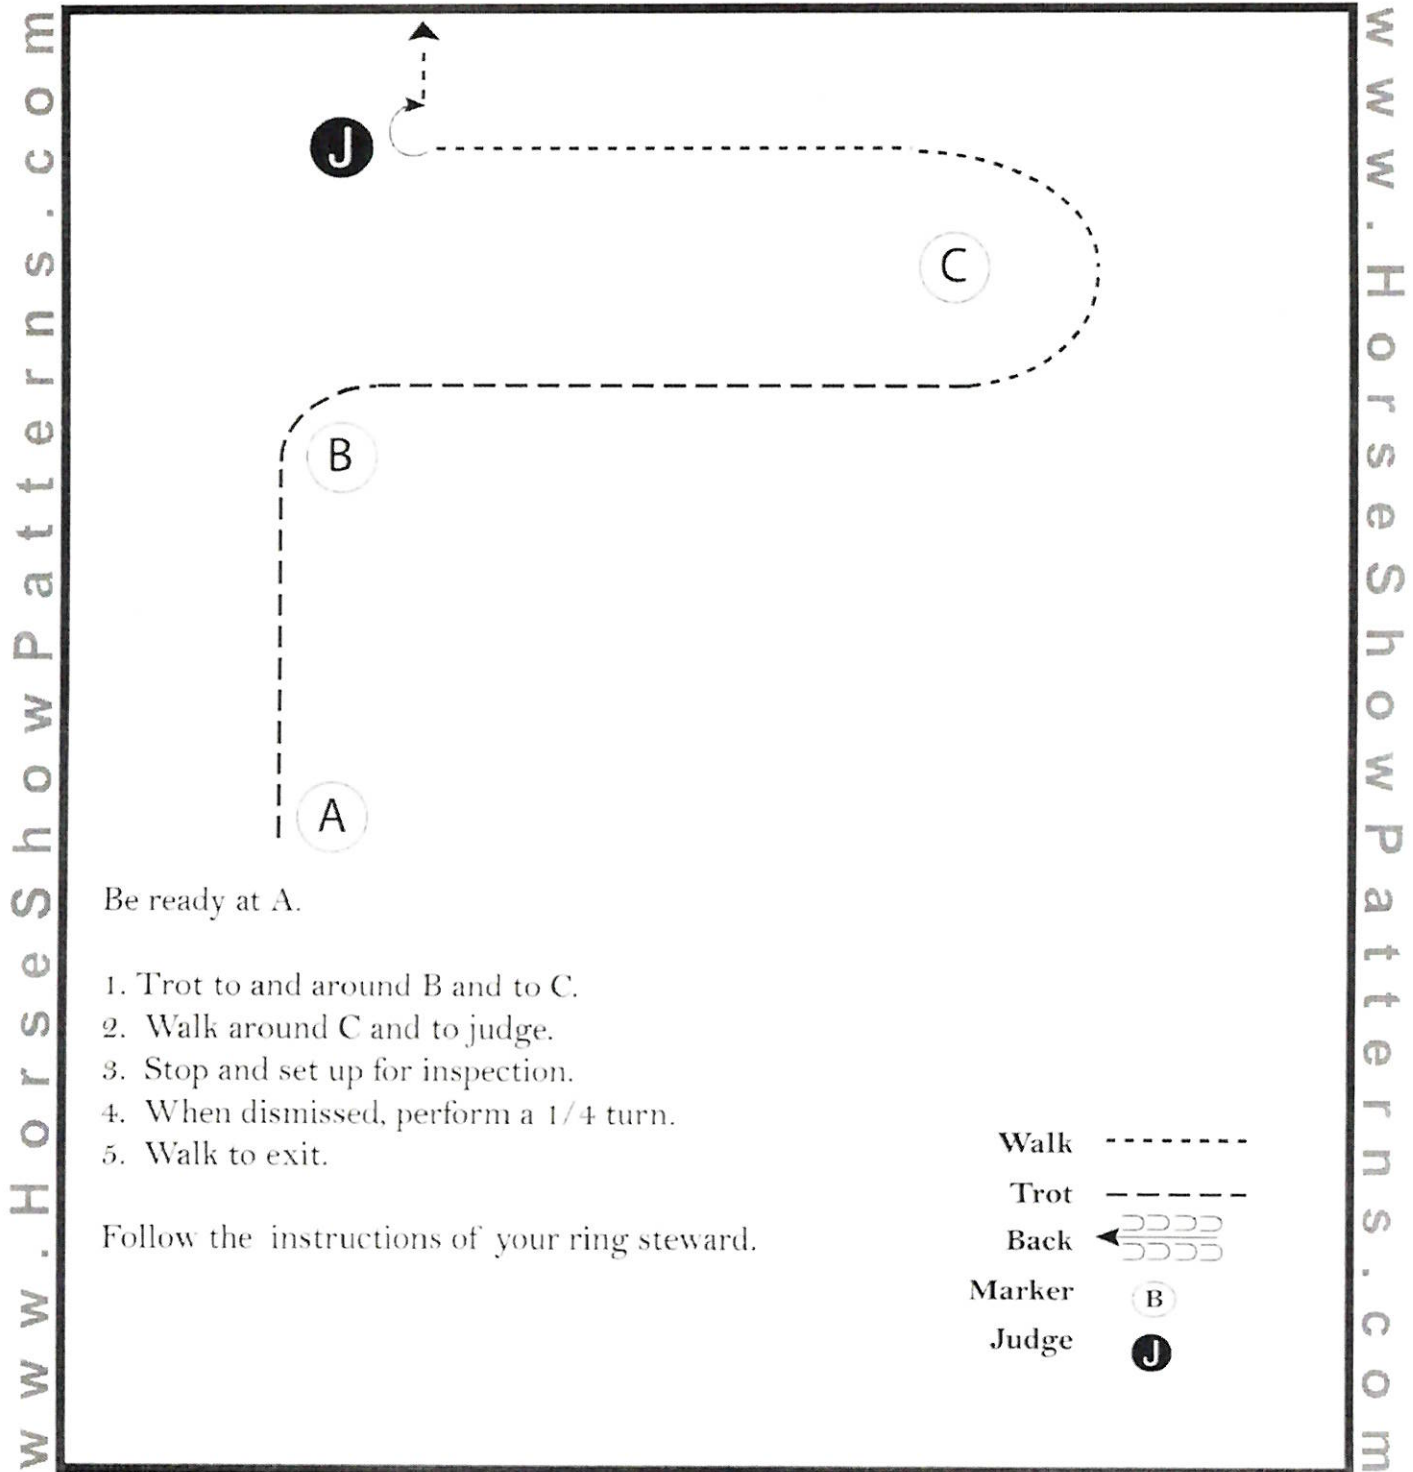 www.HorseShowPatterns.com
www.HorseShowPatterns.com
J
C
B
A
Be ready at A.
1. Trot to and around B and to C.
2. Walk around C and to judge.
3. Stop and set up for inspection.
4. When dismissed, perform a 1/4 turn.
5. Walk to exit.
Follow the instructions of your ring steward.
Walk
Trot
Back
Marker B
Judge J